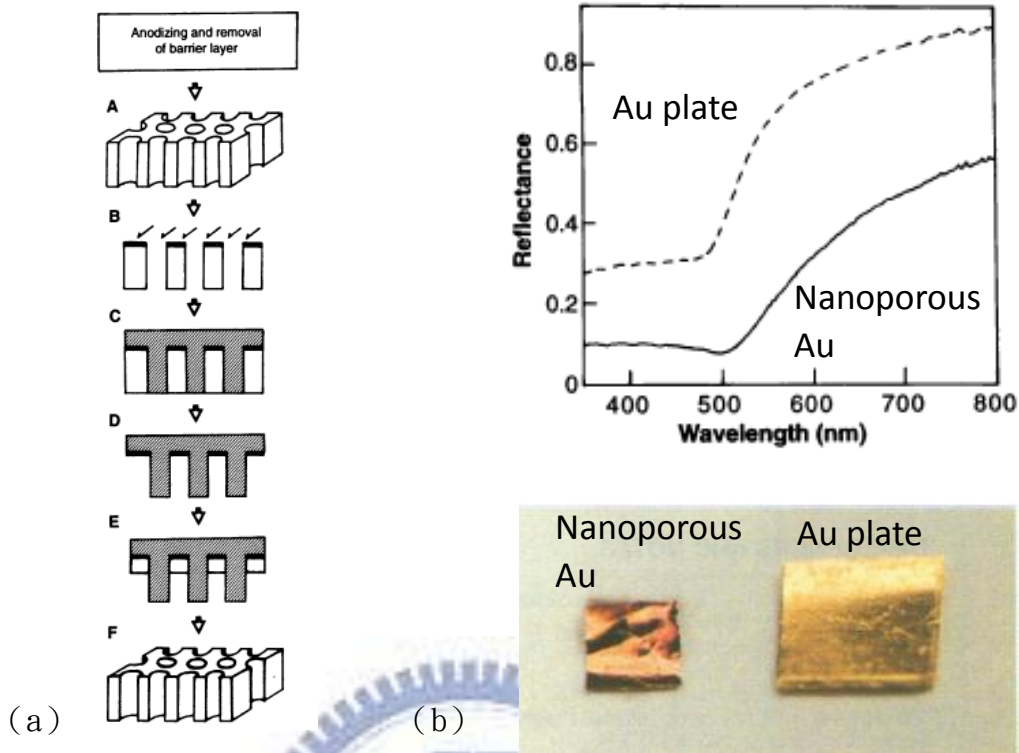 Anodizing and removal
of barrier layer
A
B
C
D
E
F
(a)
Reflectance
0.8
0.6
0.4
0.2
0
Au plate
Nanoporous
Au
400
500
600
700
800
Wavelength (nm)
Nanoporous
Au
Au plate
(b)